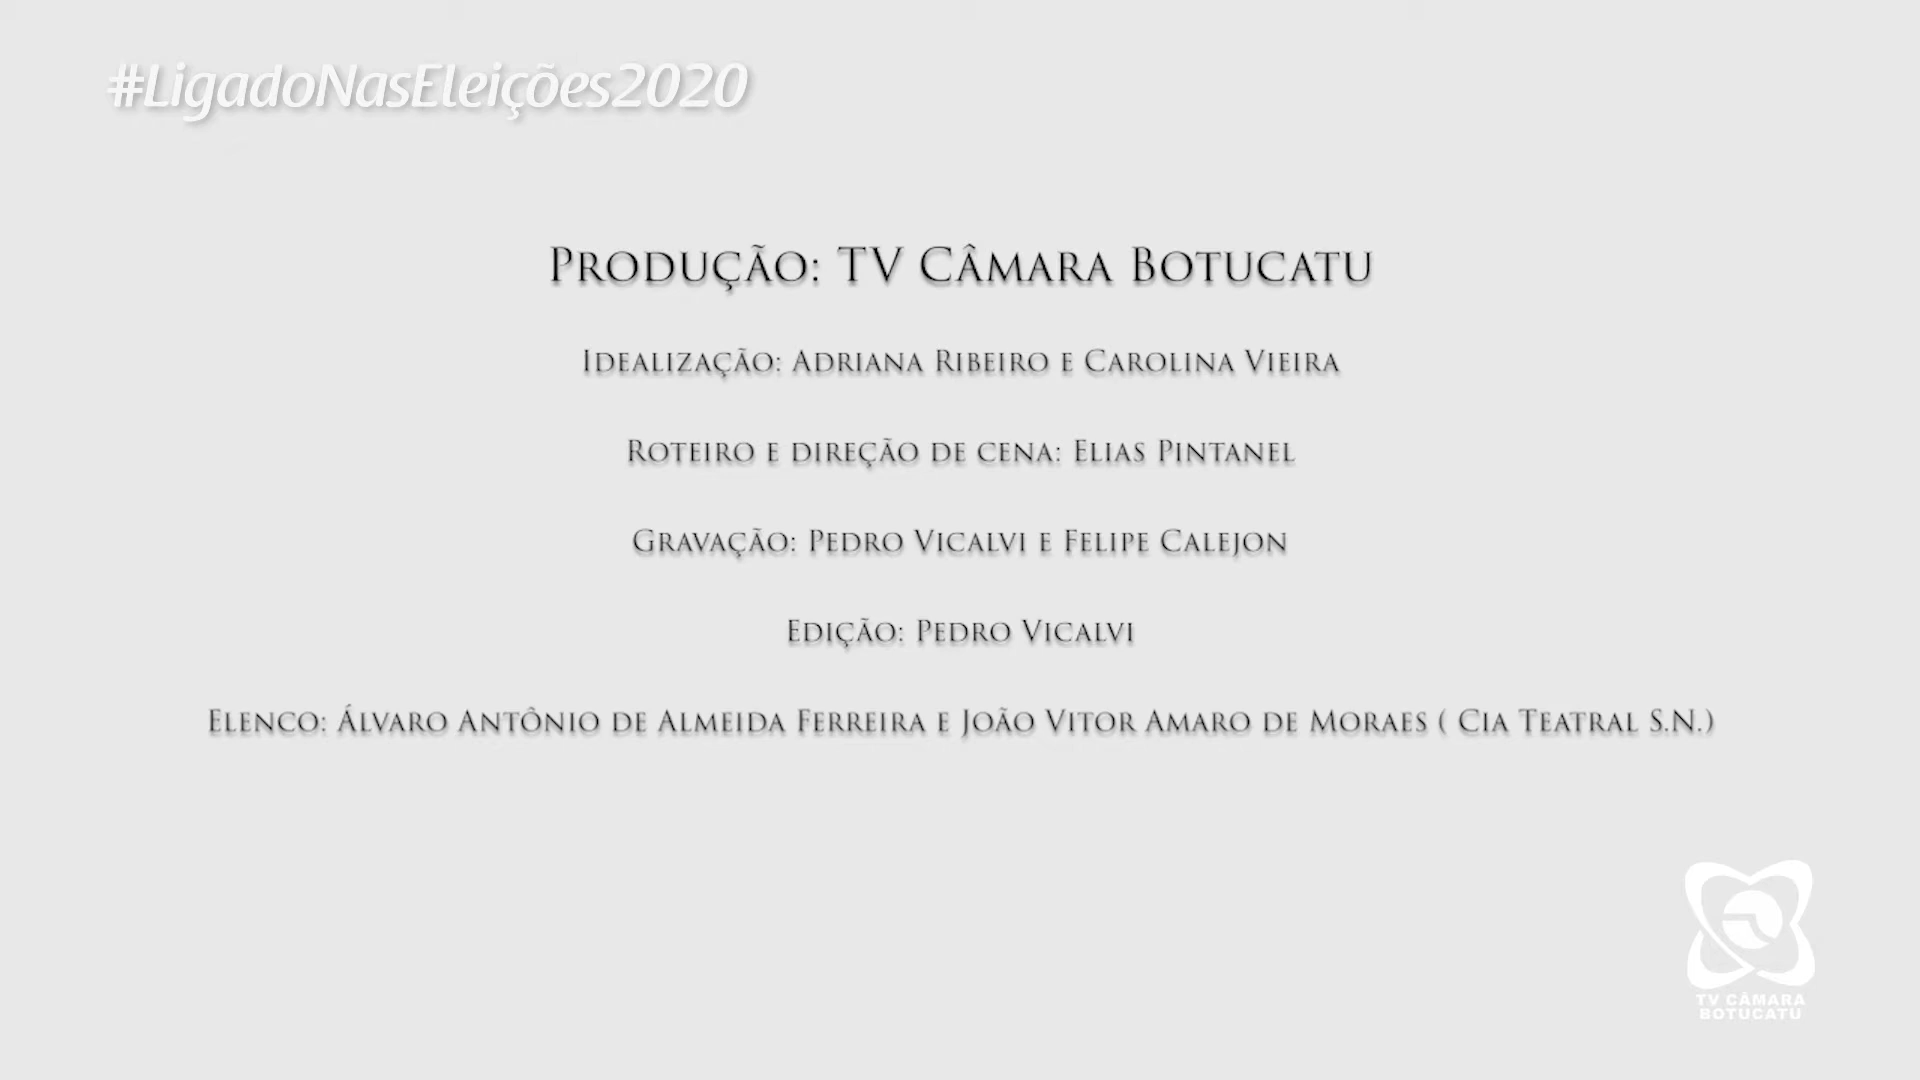 #LigadoNasEleições2020
Produção: TV Câmara Botucatu
Idealização: Adriana Ribeiro e Carolina Vieira
Roteiro e direção de cena: Elias Pintanel
Gravação: Pedro Vicalvi e Felipe Calejon
Edição: Pedro Vicalvi
Elenco: Álvaro Antônio de Almeida Ferreira e João Vitor Amaro de Moraes ( Cia Teatral S.N.)
TV CÂMARA
BOTUCATU